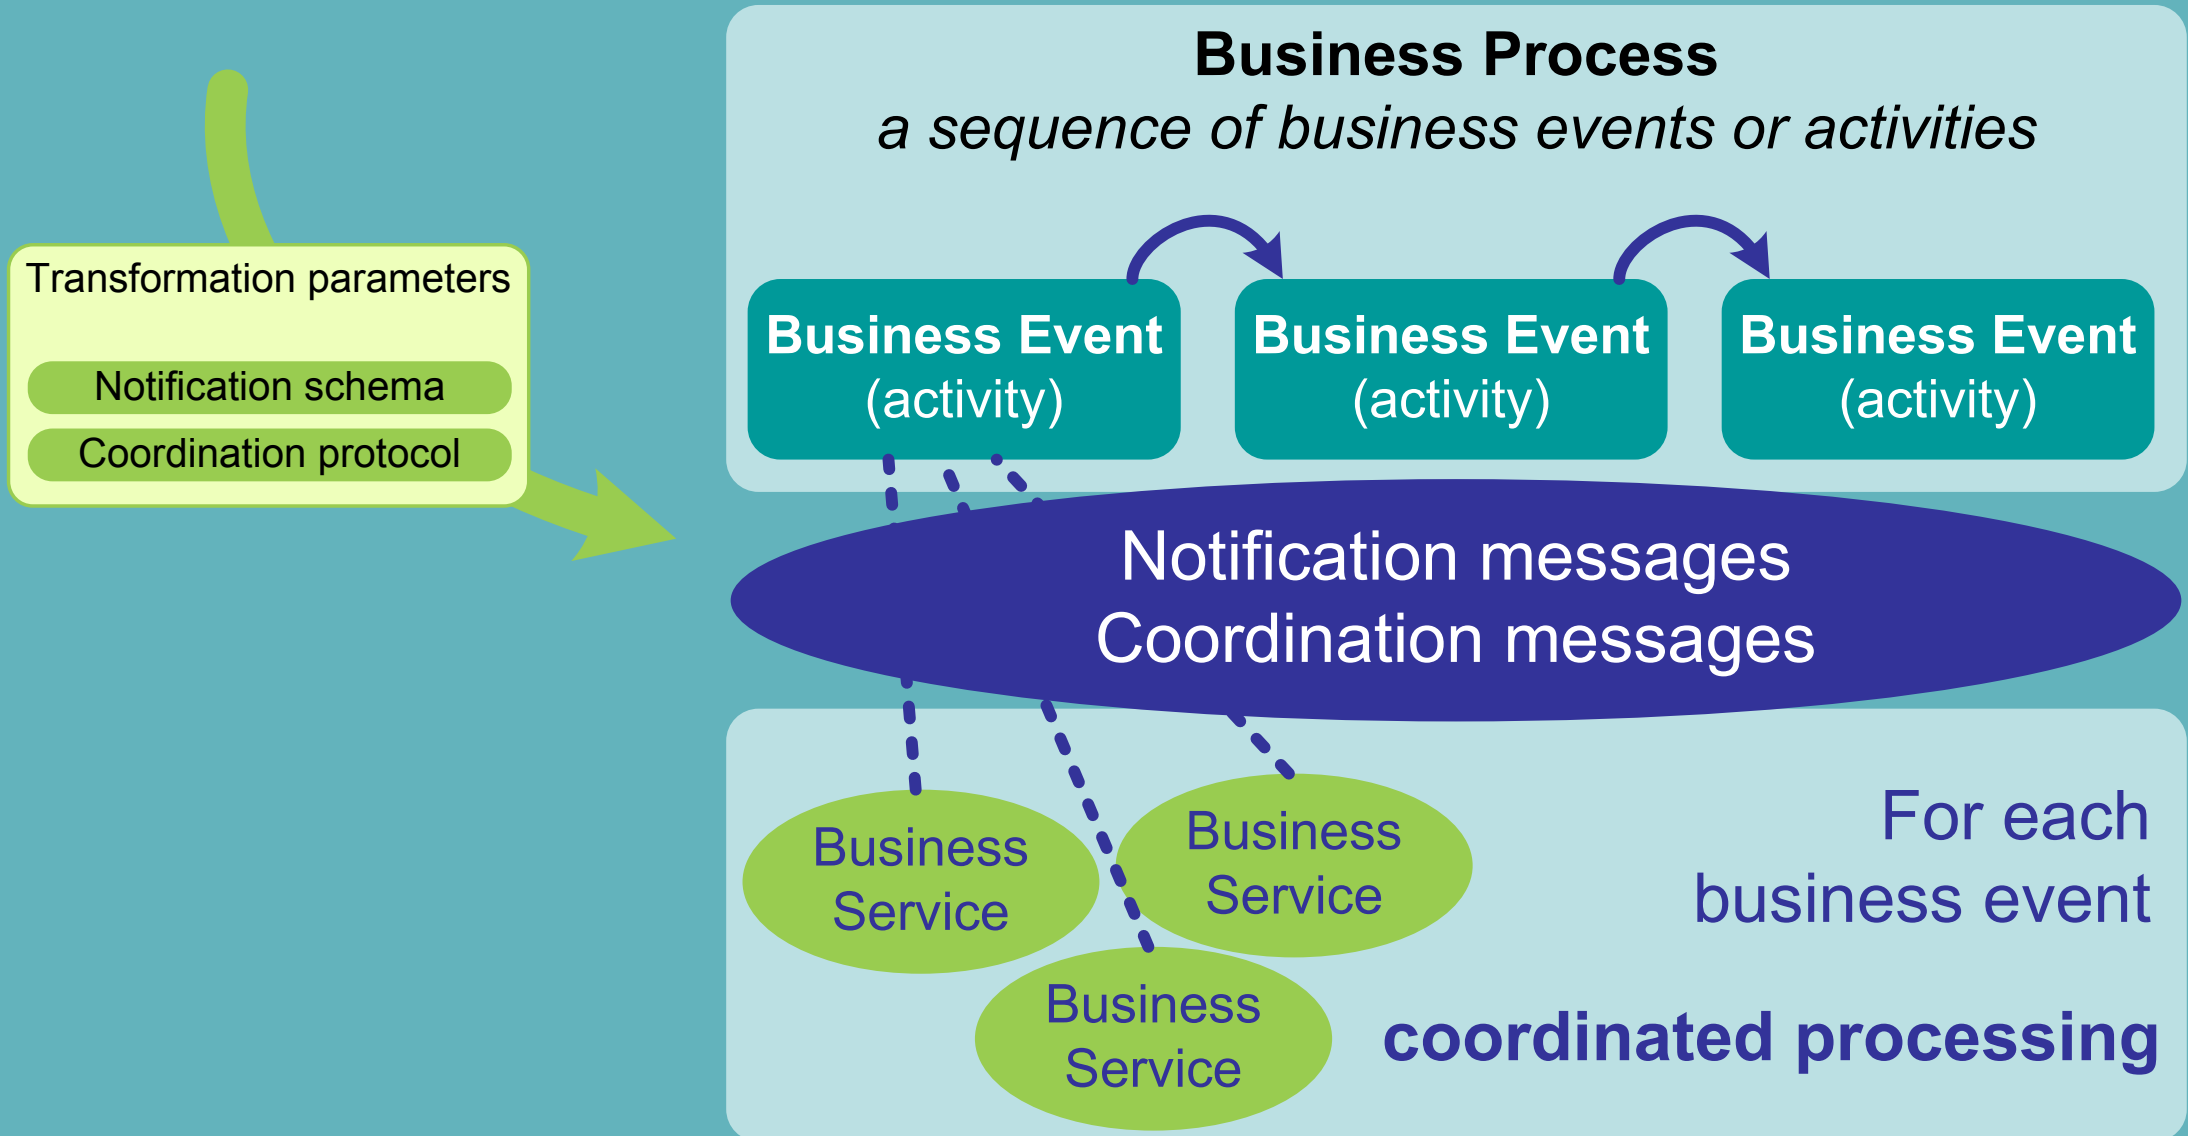 Business Process
a sequence of business events or activities
Transformation parameters
Notification schema
Coordination protocol
Business Event
(activity)
Business Event
(activity)
Business Event
(activity)
Notification messages
Coordination messages
Business
Service
Business
Service
Business
Service
For each
business event
coordinated processing